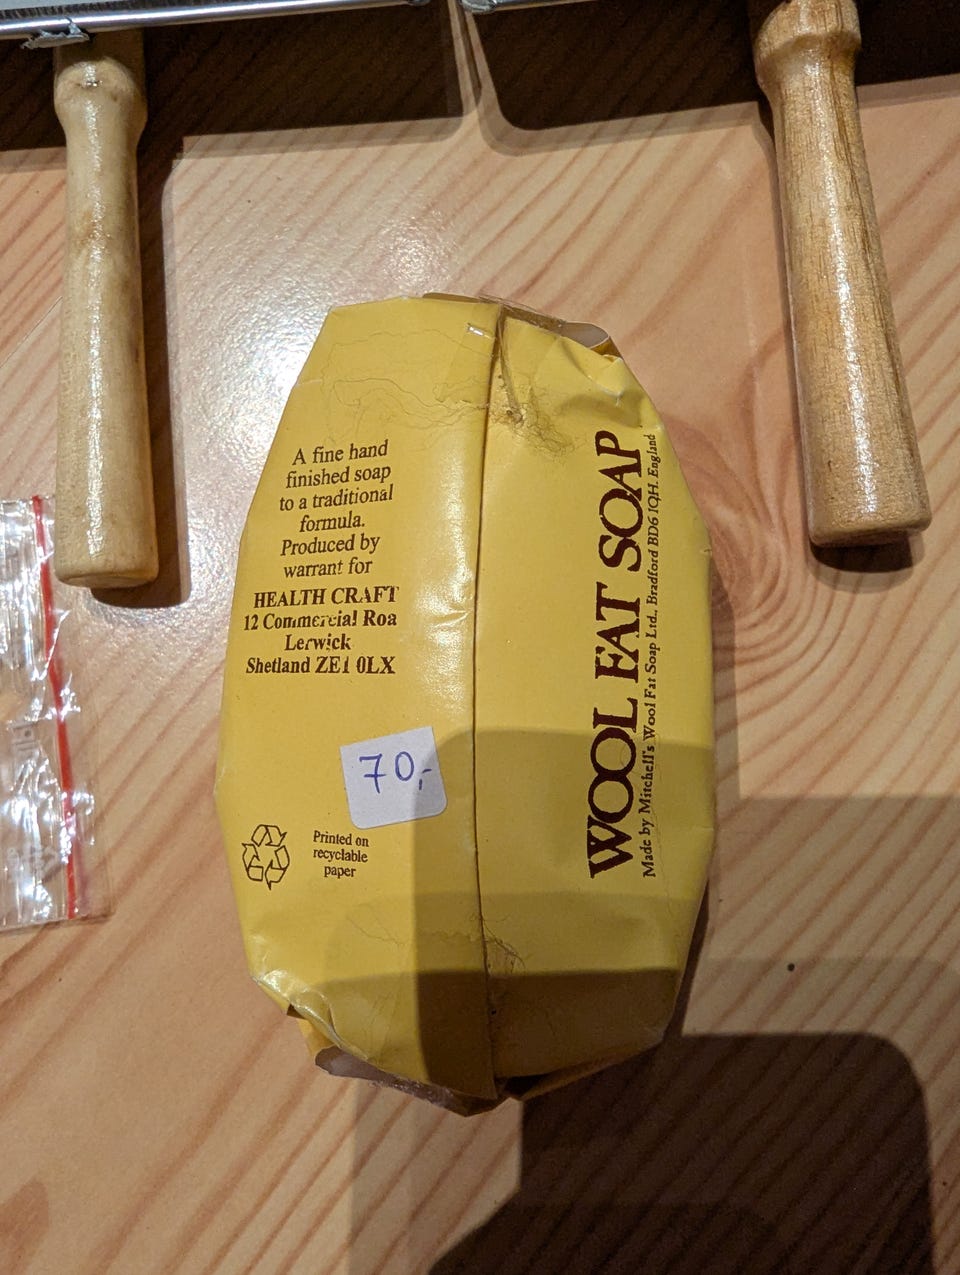 A fine hand
finished soap
to a traditional
formula.
Produced by
warrant for
HEALTH CRAFT
12 Commercial Roa
Lerwick
Shetland ZE1 0LX
70,-
Printed on
recyclable
paper
WOOL FAT SOAP
Made by Mitchell's Wool Fat Soap Ltd., Bradford BD6 1QH. England